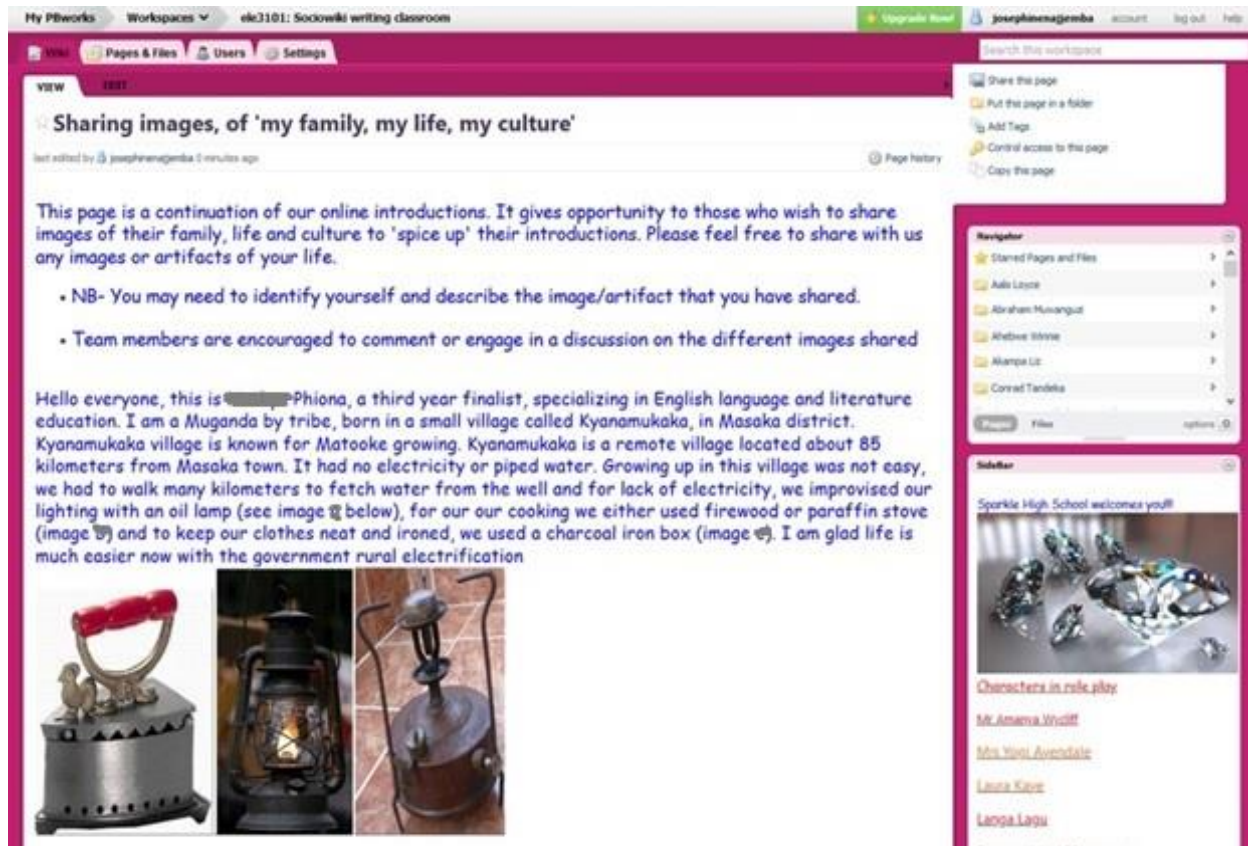 My PBworks Workspaces ele3101: Sociowiki writing classroom
Upgrade Now! josephinenagemba account log out help
Wiki Pages & Files Users Settings
Search this workspace
VIEW
Sharing images, of 'my family, my life, my culture'
last edited by josephinenagemba 0 minutes ago
Page history
This page is a continuation of our online introductions. It gives opportunity to those who wish to share
images of their family, life and culture to 'spice up' their introductions. Please feel free to share with us
any images or artifacts of your life.
• NB- You may need to identify yourself and describe the image/artifact that you have shared.
• Team members are encouraged to comment or engage in a discussion on the different images shared
Hello everyone, this is Phiona, a third year finalist, specializing in English language and literature
education. I am a Muganda by tribe, born in a small village called Kyanamukaka, in Masaka district.
Kyanamukaka village is known for Matooke growing. Kyanamukaka is a remote village located about 85
kilometers from Masaka town. It had no electricity or piped water. Growing up in this village was not easy,
we had to walk many kilometers to fetch water from the well and for lack of electricity, we improvised our
lighting with an oil lamp (see image below), for our our cooking we either used firewood or paraffin stove
(image ) and to keep our clothes neat and ironed, we used a charcoal iron box (image ). I am glad life is
much easier now with the government rural electrification
Share this page
Put this page in a folder
Add Tags
Control access to this page
Copy this page
Navigator
Starred Pages and Files
Aalo Loyce
Abraham Muwanguzi
Ahebwe Winnie
Akampa Liz
Conrad Tandeka
Pages Files options
SideBar
Sparkle High School welcomes you!!!
Characters in role play
Mr Amanya Wycliff
Mrs Yogi Avendale
Laura Kaye
Langa Lagu